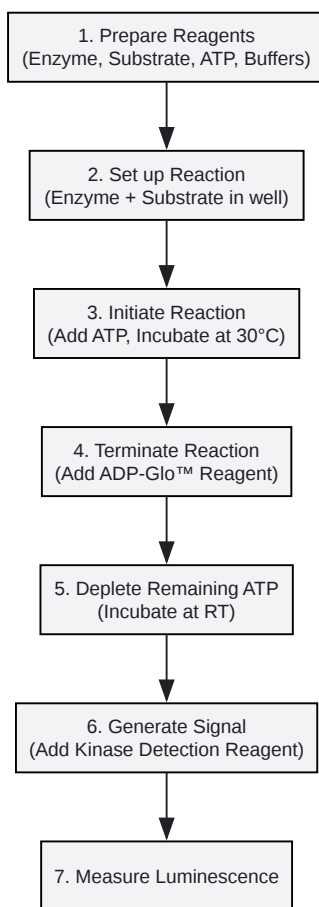 1. Prepare Reagents
(Enzyme, Substrate, ATP, Buffers)
2. Set up Reaction
(Enzyme + Substrate in well)
3. Initiate Reaction
(Add ATP, Incubate at 30°C)
4. Terminate Reaction
(Add ADP-Glo™ Reagent)
5. Deplete Remaining ATP
(Incubate at RT)
6. Generate Signal
(Add Kinase Detection Reagent)
7. Measure Luminescence